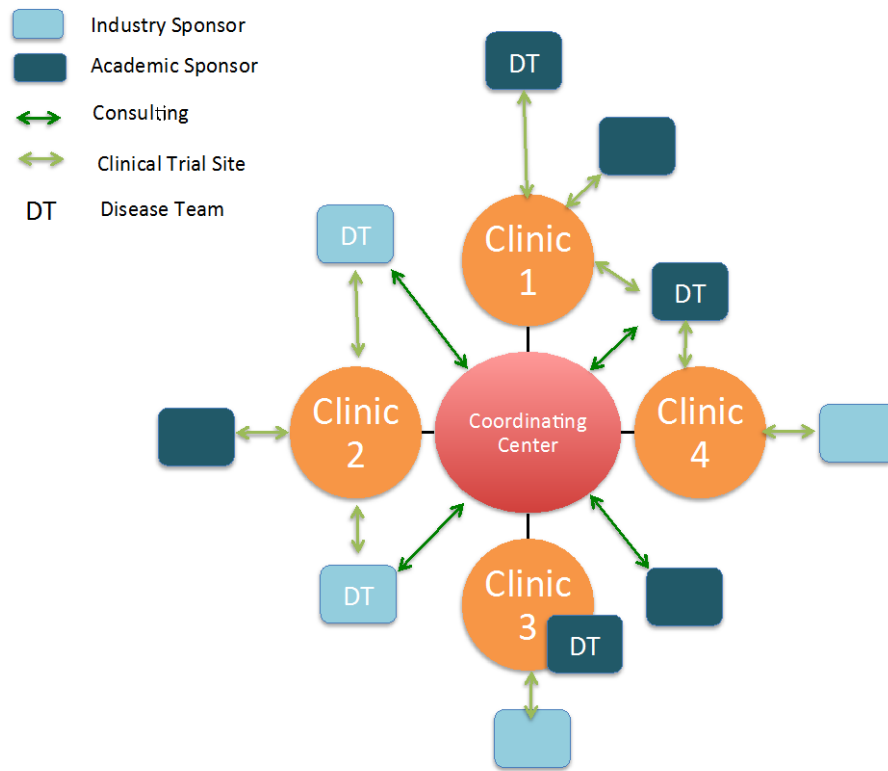 Industry Sponsor
Academic Sponsor
Consulting
Clinical Trial Site
DT
Disease Team
DT
DT
Clinic
1
DT
Clinic
2
Coordinating
Center
Clinic
4
DT
Clinic
3
DT